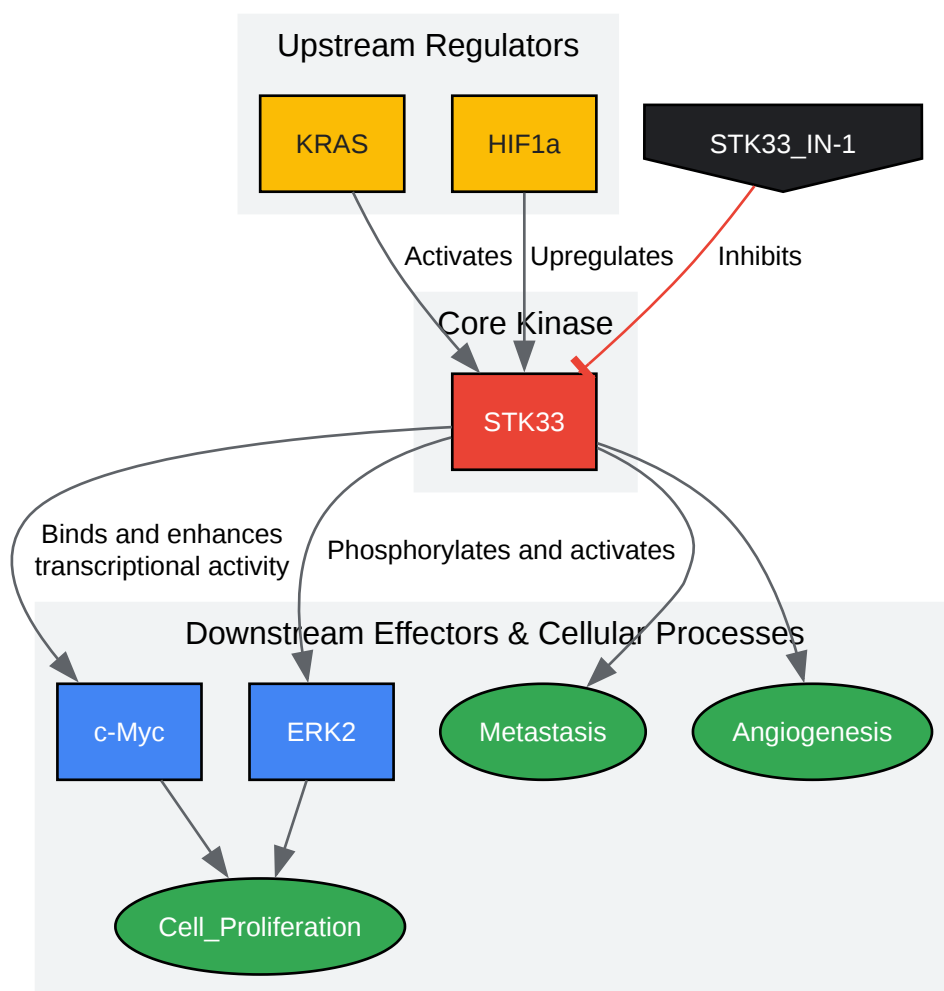 Upstream Regulators
KRAS
HIF1a
STK33_IN-1
Activates
Upregulates
Inhibits
Core Kinase
STK33
Binds and enhances
transcriptional activity
Phosphorylates and activates
Downstream Effectors & Cellular Processes
c-Myc
ERK2
Metastasis
Angiogenesis
Cell_Proliferation